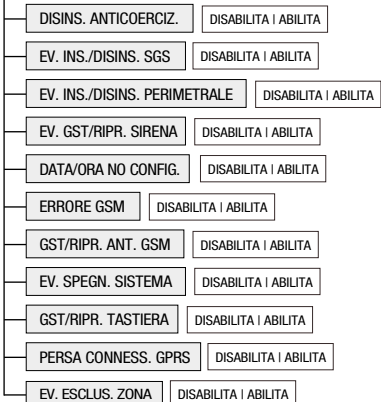 DISINS. ANTICOERCIZ. DISABILITA | ABILITA
EV. INS./DISINS. SGS DISABILITA | ABILITA
EV. INS./DISINS. PERIMETRALE DISABILITA | ABILITA
EV. GST/RIPR. SIRENA DISABILITA | ABILITA
DATA/ORA NO CONFIG. DISABILITA | ABILITA
ERRORE GSM DISABILITA | ABILITA
GST/RIPR. ANT. GSM DISABILITA | ABILITA
EV. SPEGN. SISTEMA DISABILITA | ABILITA
GST/RIPR. TASTIERA DISABILITA | ABILITA
PERSA CONNESS. GPRS DISABILITA | ABILITA
EV. ESCLUS. ZONA DISABILITA | ABILITA